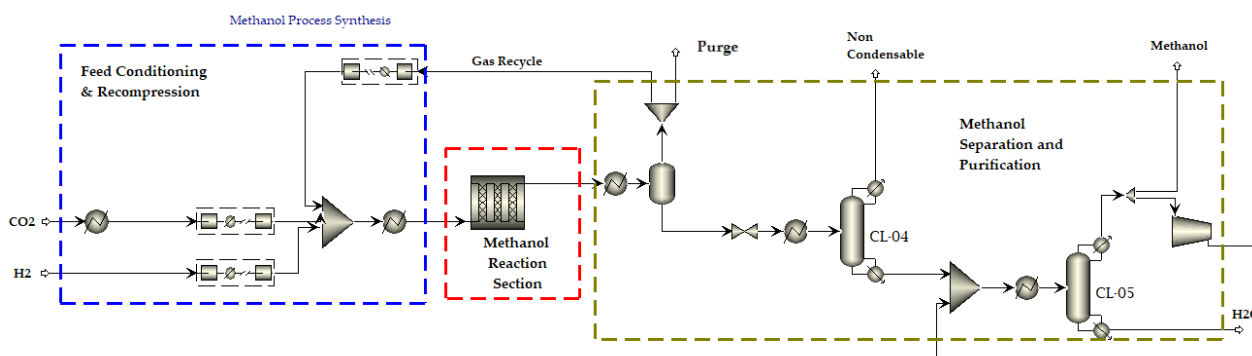 Methanol Process Synthesis
Feed Conditioning
& Recompression
Gas Recycle
Purge
Non
Condensable
Methanol
Methanol
Separation and
Purification
CO2
H2
Methanol
Reaction
Section
CL-04
CL-05
H2O